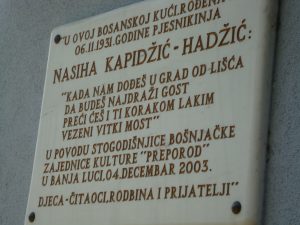 "U OVOJ BOSANSKOJ KUĆI, ROĐENA
06.11.1931.GODINE PJESNIKINJA
NASIHA KAPIDŽIĆ-HADŽIĆ:
"KADA NAM DOĐEŠ U GRAD OD LIŠĆA
DA BUDEŠ NAJDRAŽI GOST
PREĆI ĆEŠ I TI KORAKOM LAKIM
VEZENI VITKI MOST"
U POVODU STOGODIŠNJICE BOŠNJAČKE
ZAJEDNICE KULTURE "PREPOROD"
U BANJA LUCI, 04.DECEMBAR 2003.
DJECA-ČITAOCI, RODBINA I PRIJATELJI"